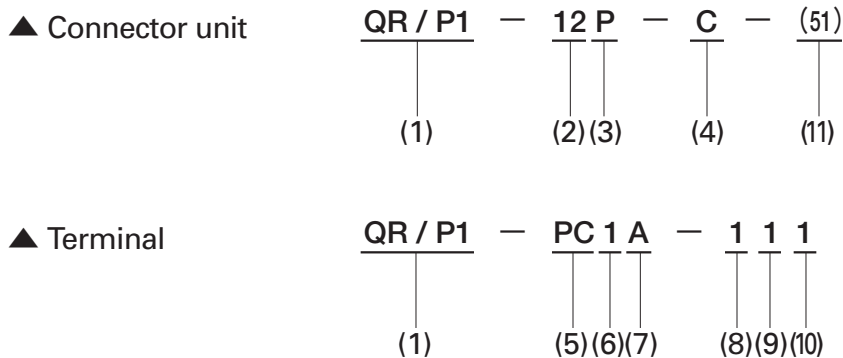 ▲ Connector unit QR / P1 – 12 P – C – (51)
(1) (2) (3) (4) (11)
▲ Terminal QR / P1 – PC 1 A – 1 1 1
(1) (5) (6) (7) (8) (9) (10)